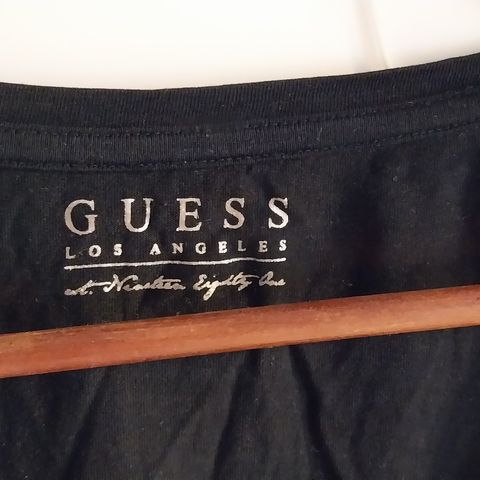 GUESS
LOS ANGELES
est. Nineteen Eighty One